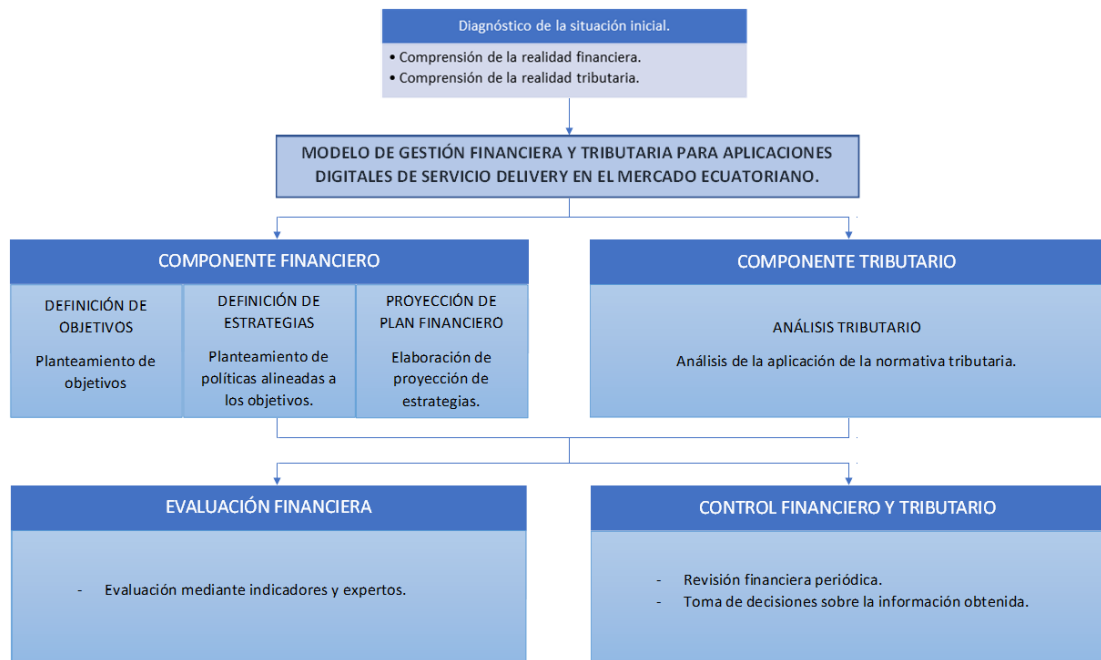 Diagnóstico de la situación inicial.
• Comprensión de la realidad financiera.
• Comprensión de la realidad tributaria.
MODELO DE GESTIÓN FINANCIERA Y TRIBUTARIA PARA APLICACIONES
DIGITALES DE SERVICIO DELIVERY EN EL MERCADO ECUATORIANO.
COMPONENTE FINANCIERO
DEFINICIÓN DE
OBJETIVOS
Planteamiento de
objetivos
DEFINICIÓN DE
ESTRATEGIAS
Planteamiento de
políticas alineadas a
los objetivos.
PROYECCIÓN DE
PLAN FINANCIERO
Elaboración de
proyección de
estrategias.
COMPONENTE TRIBUTARIO
ANÁLISIS TRIBUTARIO
Análisis de la aplicación de la normativa tributaria.
EVALUACIÓN FINANCIERA
- Evaluación mediante indicadores y expertos.
CONTROL FINANCIERO Y TRIBUTARIO
- Revisión financiera periódica.
- Toma de decisiones sobre la información obtenida.